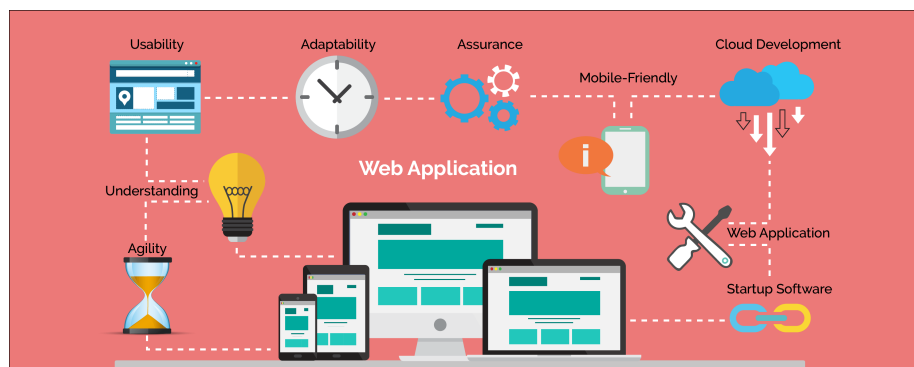 Usability
Adaptability
Assurance
Cloud Development
Mobile-Friendly
i
Web Application
Understanding
Web Application
Agility
Startup Software